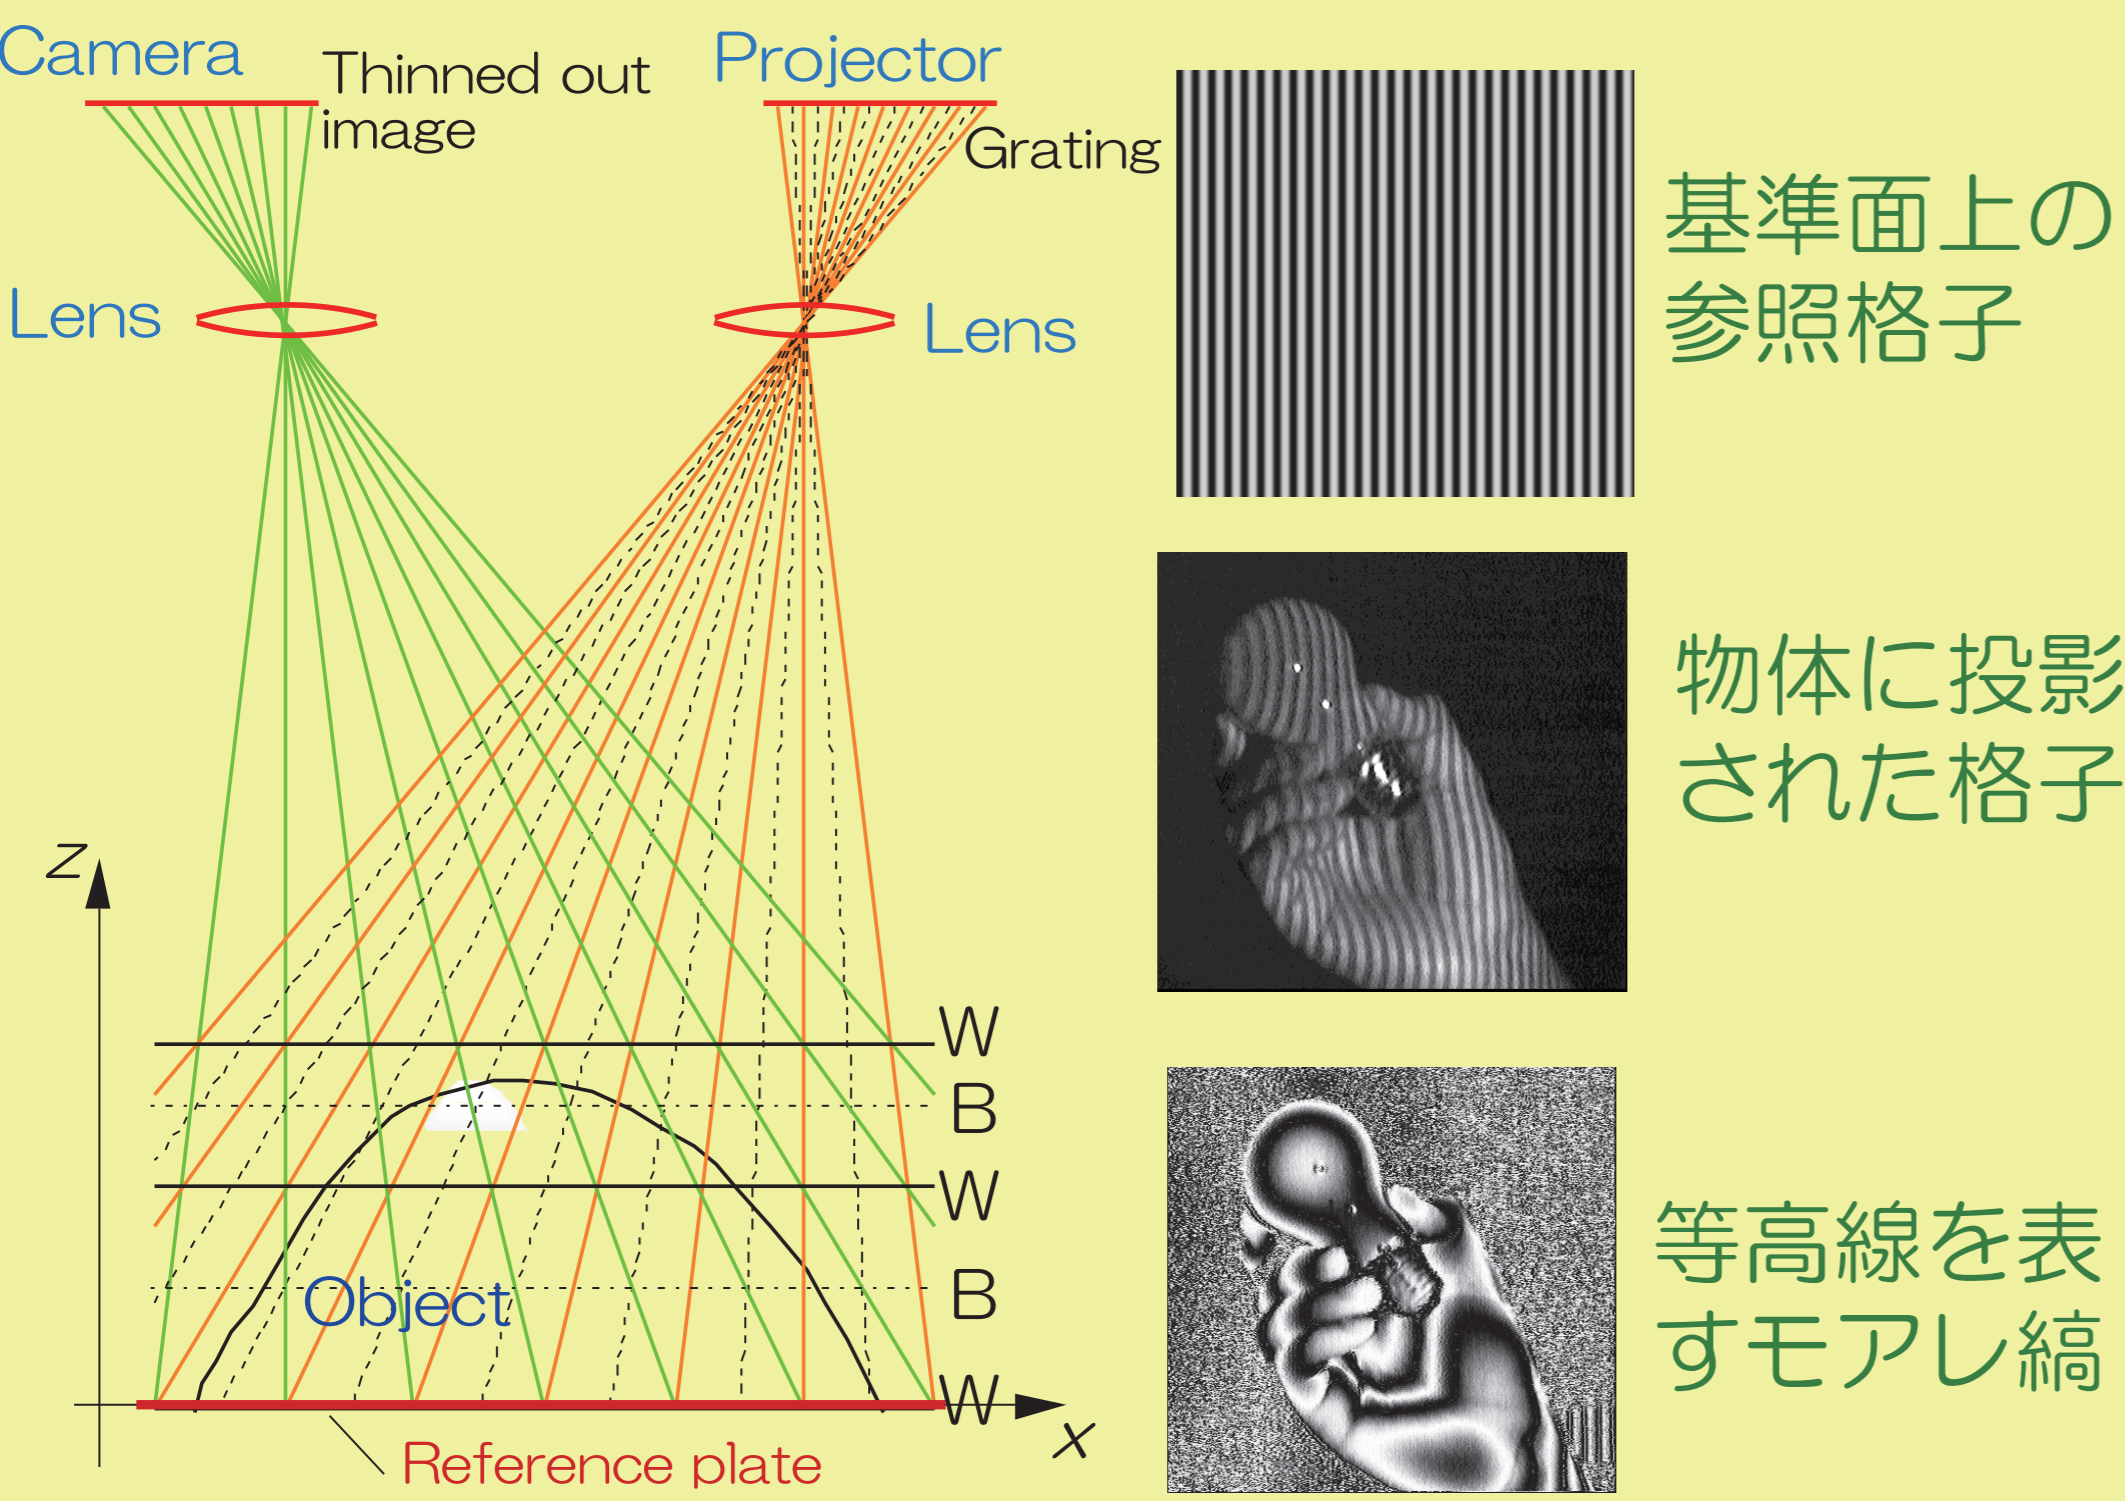 Camera
Thinned out
image
Projector
Grating
Lens
Lens
z
W
B
W
B
W
Object
x
Reference plate
基準面上の
参照格子
物体に投影
された格子
等高線を表
すモアレ縞